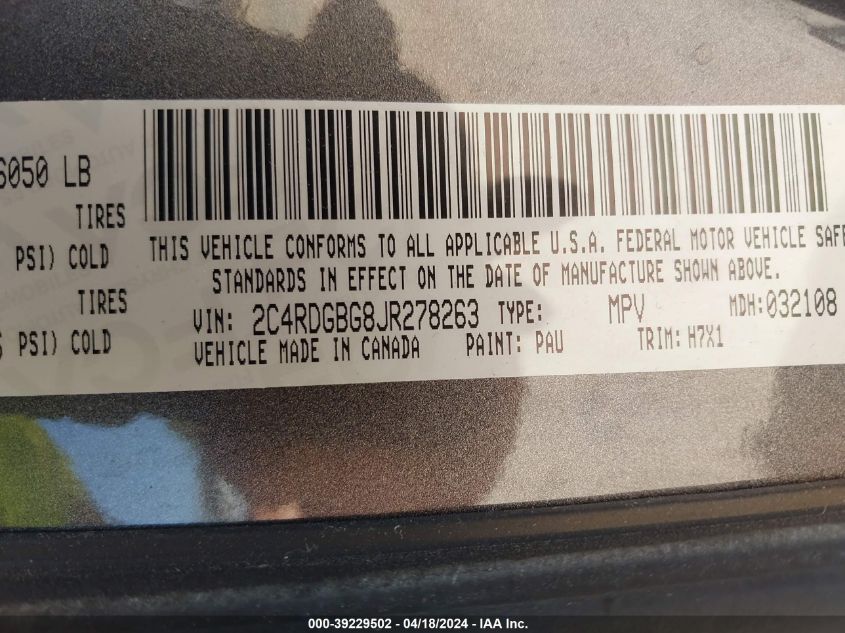 6050 LB
TIRES
PSI) COLD
TIRES
PSI) COLD
THIS VEHICLE CONFORMS TO ALL APPLICABLE U.S.A. FEDERAL MOTOR VEHICLE SAFE
STANDARDS IN EFFECT ON THE DATE OF MANUFACTURE SHOWN ABOVE.
VIN: 2C4RDGBG8JR278263 TYPE: MPV MDH:032108
VEHICLE MADE IN CANADA PAINT: PAU TRIM: H7X1
000-39229502 - 04/18/2024 - IAA Inc.